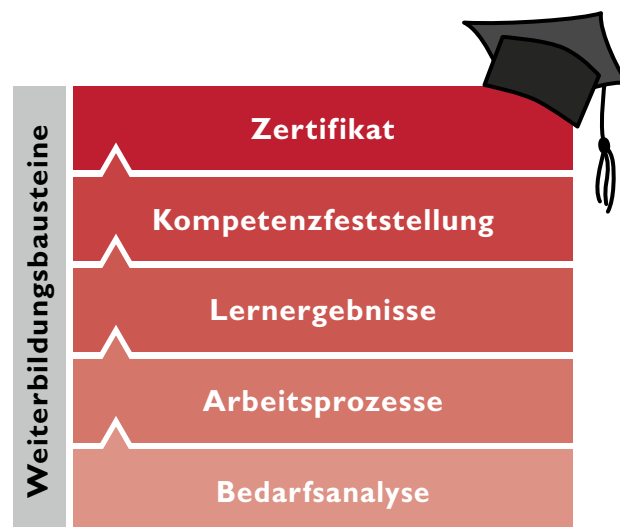 Weiterbildungsbausteine
Zertifikat
Kompetenzfeststellung
Lernergebnisse
Arbeitsprozesse
Bedarfsanalyse